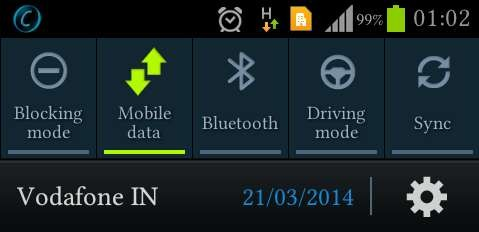 H 99% 01:02
Blocking mode
Mobile data
Bluetooth
Driving mode
Sync
Vodafone IN 21/03/2014